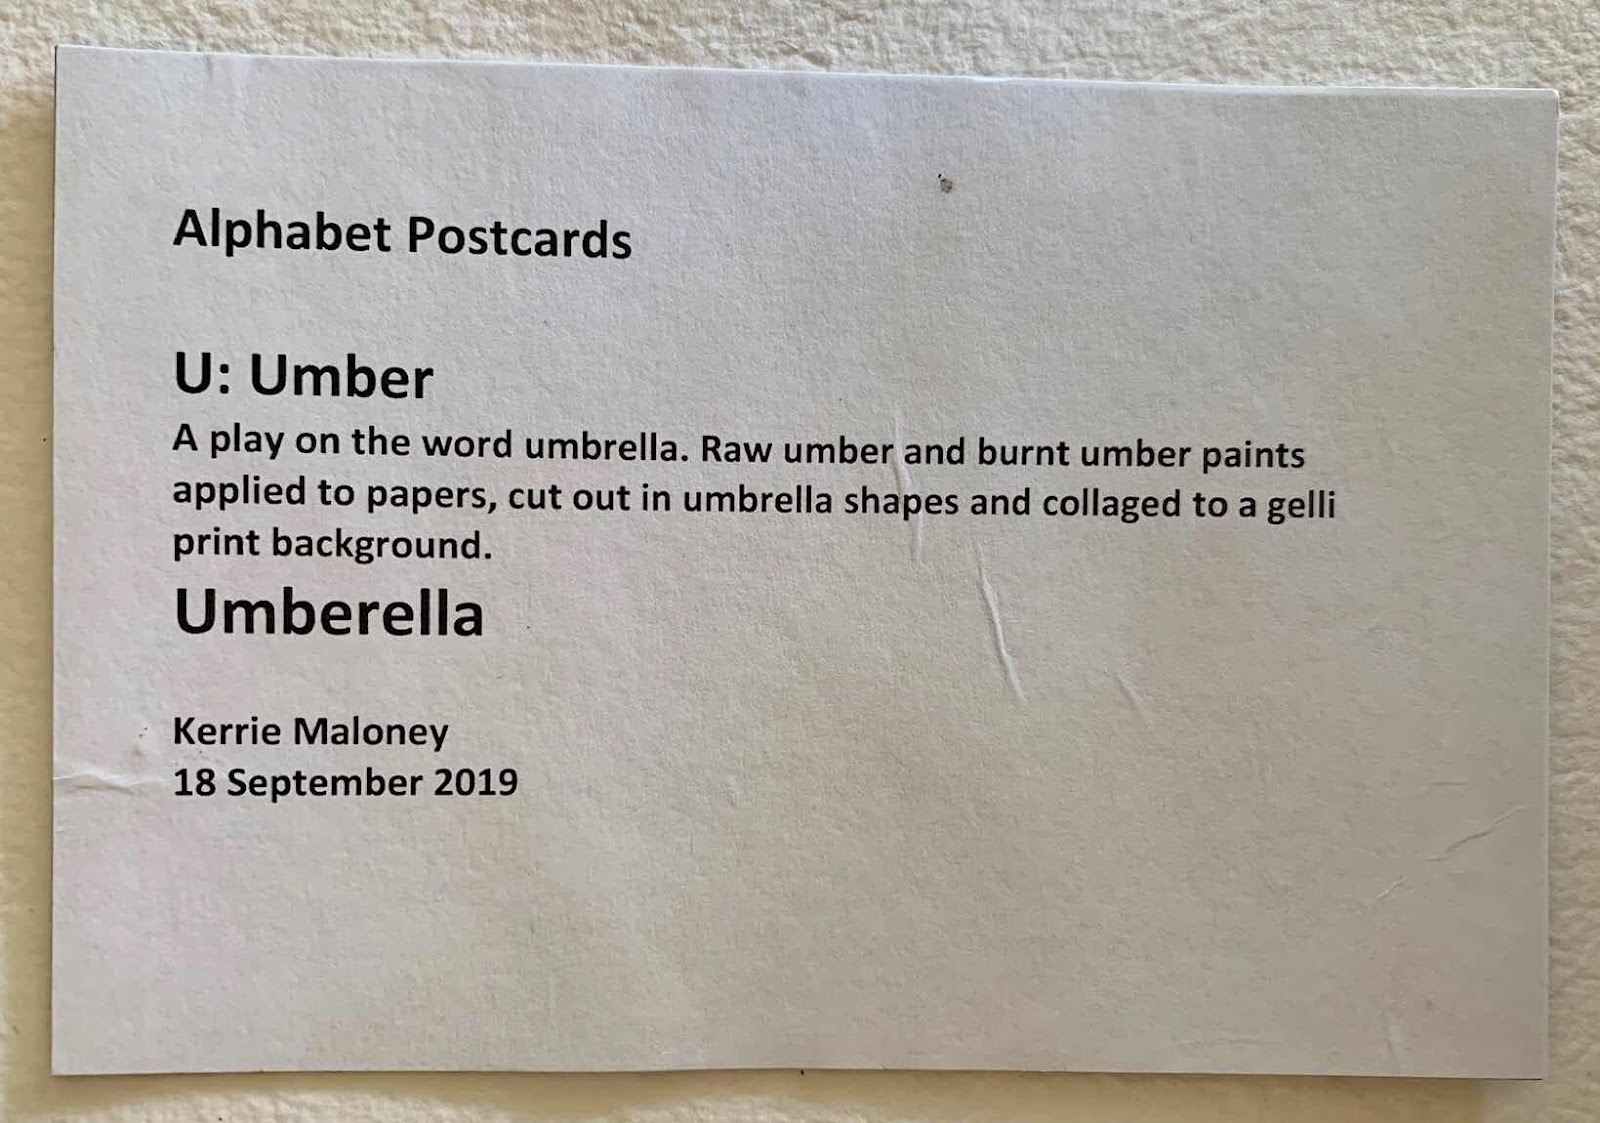 Alphabet Postcards
U: Umber
A play on the word umbrella. Raw umber and burnt umber paints
applied to papers, cut out in umbrella shapes and collaged to a gelli
print background.
Umberella
Kerrie Maloney
18 September 2019